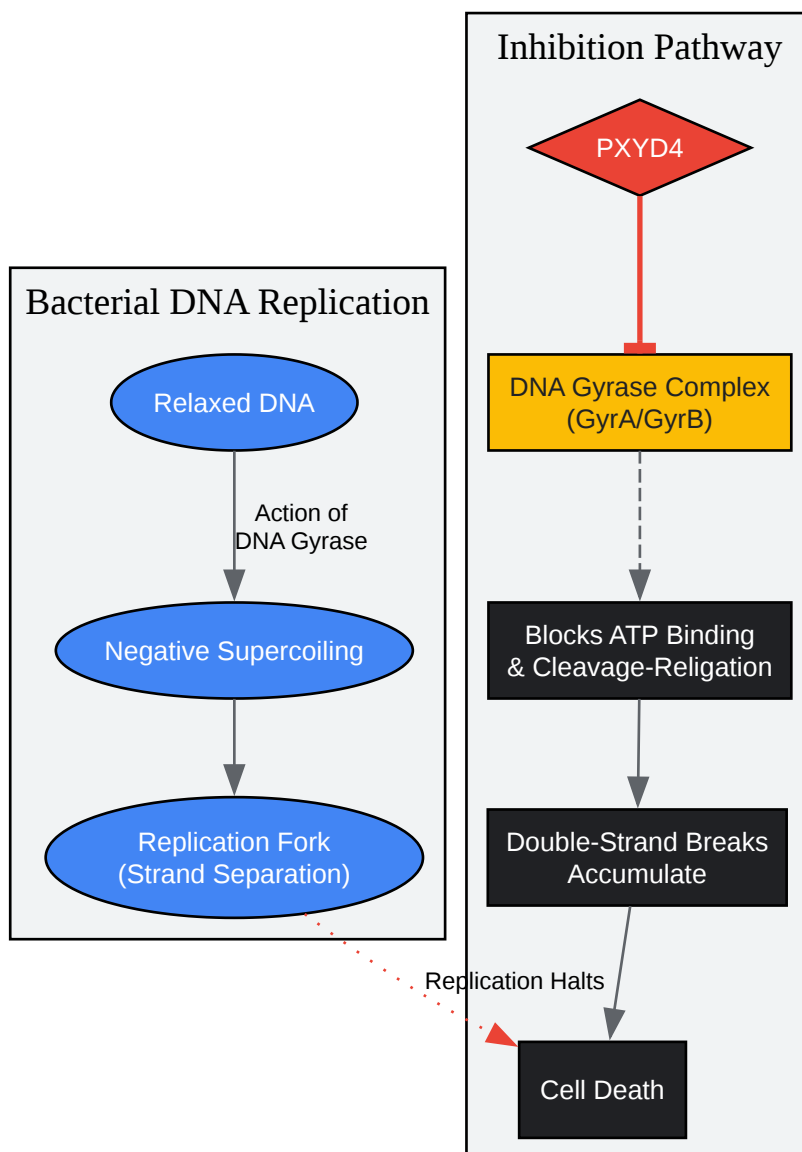 Inhibition Pathway
PXYD4
Bacterial DNA Replication
Relaxed DNA
Action of
DNA Gyrase
Negative Supercoiling
Replication Fork
(Strand Separation)
DNA Gyrase Complex
(GyrA/GyrB)
Blocks ATP Binding
& Cleavage-Religation
Double-Strand Breaks
Accumulate
Replication Halts
Cell Death